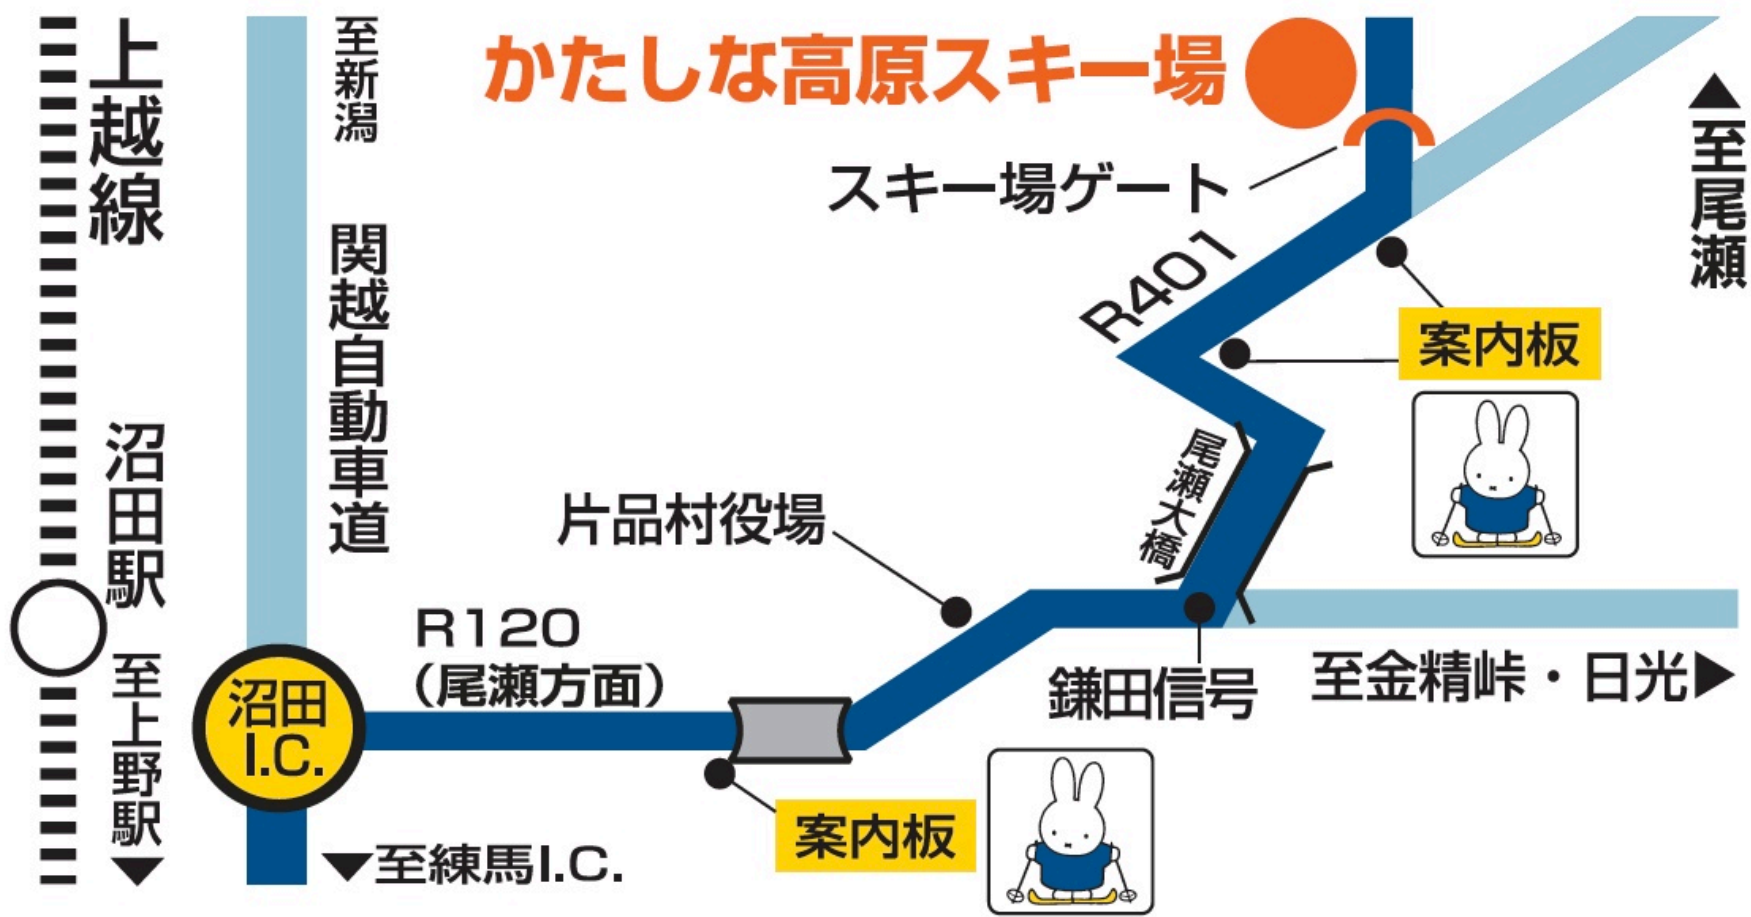 上越線
沼田駅
至上野駅▼
至新潟
関越自動車道
沼田
I.C.
▼至練馬I.C.
R120
（尾瀬方面）
案内板
片品村役場
鎌田信号
至金精峠・日光▶
尾瀬大橋
R401
案内板
スキー場ゲート
かたしな高原スキー場
▲至尾瀬